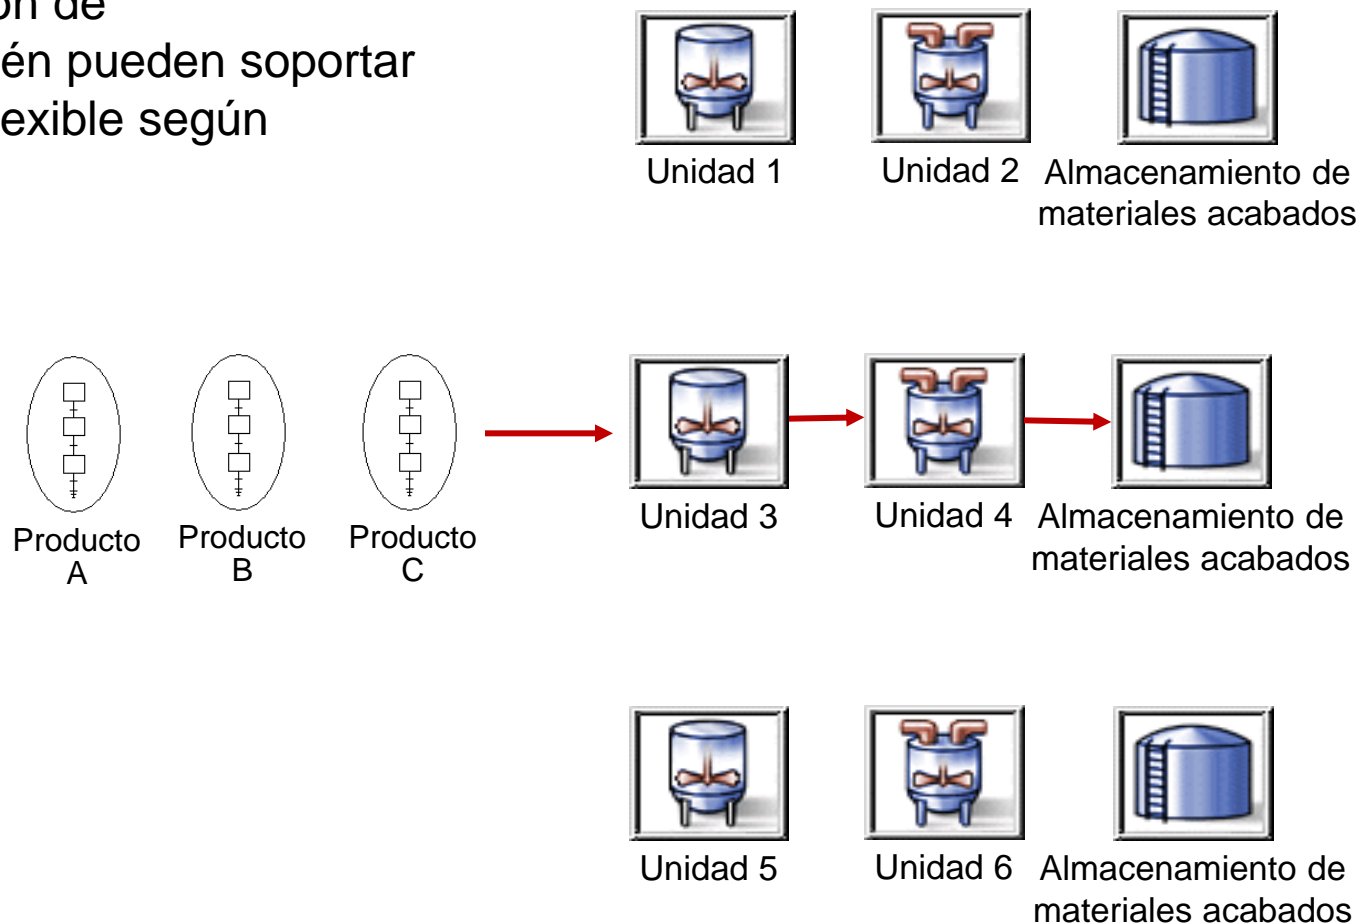 ón de
én pueden soportar
exible según
Unidad 1
Unidad 2
Almacenamiento de
materiales acabados
Producto
A
Producto
B
Producto
C
Unidad 3
Unidad 4
Almacenamiento de
materiales acabados
Unidad 5
Unidad 6
Almacenamiento de
materiales acabados